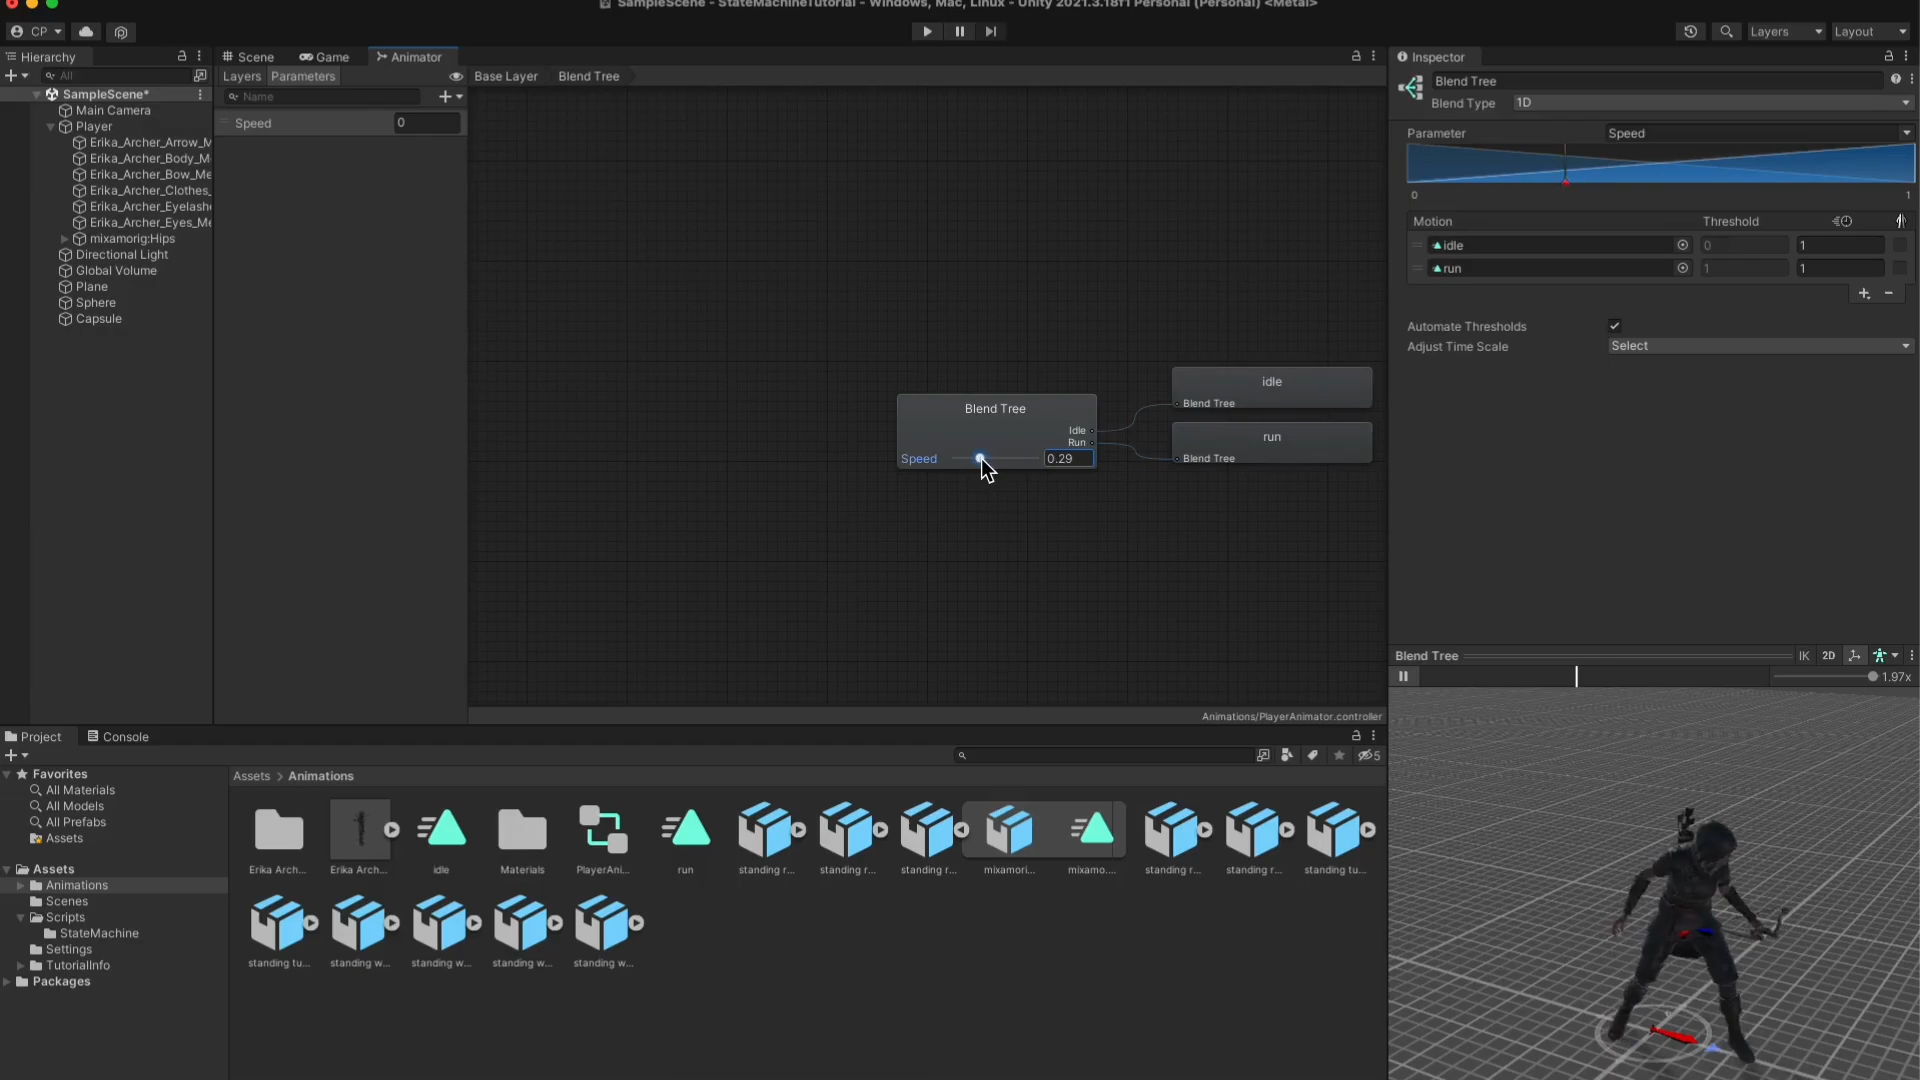 SampleScene - StateMachineTutorial - Windows, Mac, Linux - Unity 2021.3.18f1 Personal (Personal) <Metal>
CP
Layers
Layout
Hierarchy
All
SampleScene*
Main Camera
Player
Erika_Archer_Arrow_M
Erika_Archer_Body_M
Erika_Archer_Bow_Me
Erika_Archer_Clothes_
Erika_Archer_Eyelash
Erika_Archer_Eyes_Me
mixamorig:Hips
Directional Light
Global Volume
Plane
Sphere
Capsule
Scene
Game
Animator
Layers
Parameters
Base Layer
Blend Tree
Name
Speed
0
Blend Tree
Idle
Run
Speed
0.29
idle
Blend Tree
run
Blend Tree
Animations/PlayerAnimator.controller
Inspector
Blend Tree
Blend Type
1D
Parameter
Speed
0
1
Motion
Threshold
idle
0
1
run
1
1
Automate Thresholds
Adjust Time Scale
Select
Blend Tree
IK
2D
1.97x
Project
Console
5
Favorites
All Materials
All Models
All Prefabs
Assets
Assets
Animations
Scenes
Scripts
StateMachine
Settings
TutorialInfo
Packages
Assets > Animations
Erika Arch...
Erika Arch...
idle
Materials
PlayerAni...
run
standing r...
standing r...
standing r...
mixamori...
mixamo....
standing r...
standing r...
standing tu...
standing tu...
standing w...
standing w...
standing w...
standing w...